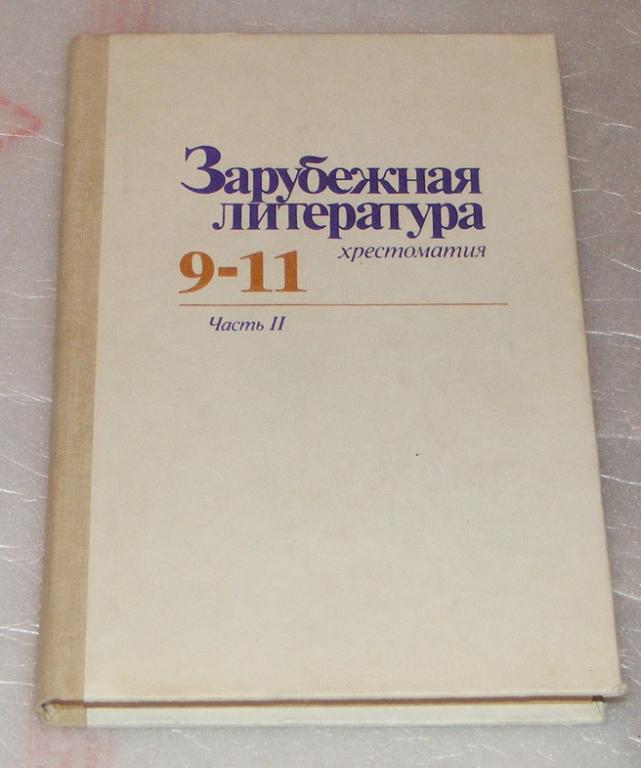 Зарубежная
литература
хрестоматия
9-11
Часть II